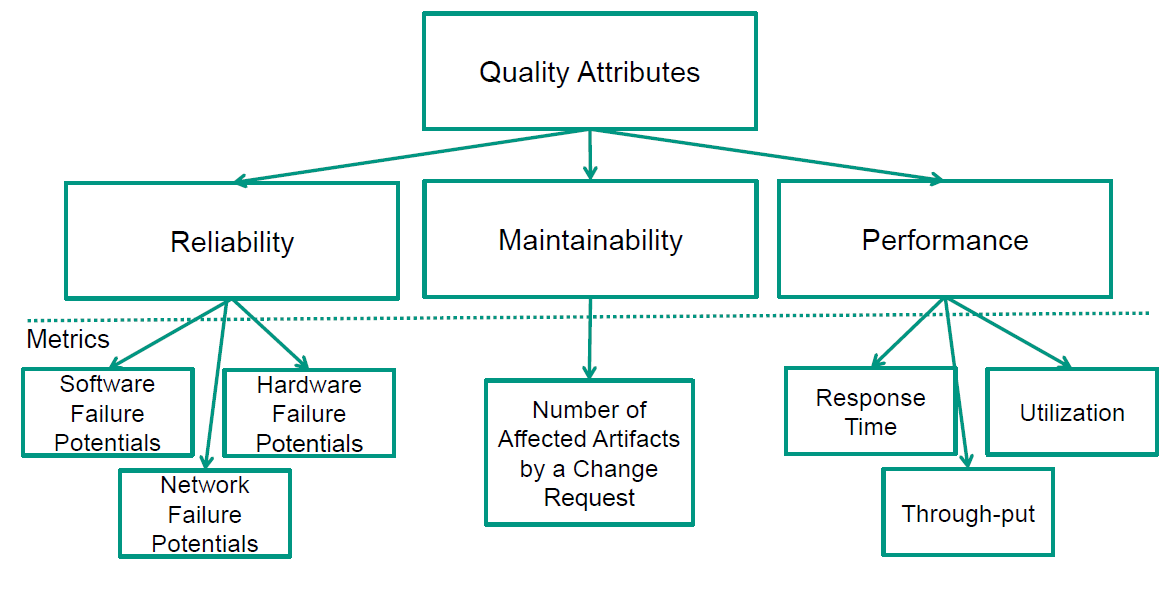 Quality Attributes
Reliability
Maintainability
Performance
Metrics
Software
Failure
Potentials
Hardware
Failure
Potentials
Network
Failure
Potentials
Number of
Affected Artifacts
by a Change
Request
Response
Time
Utilization
Through-put